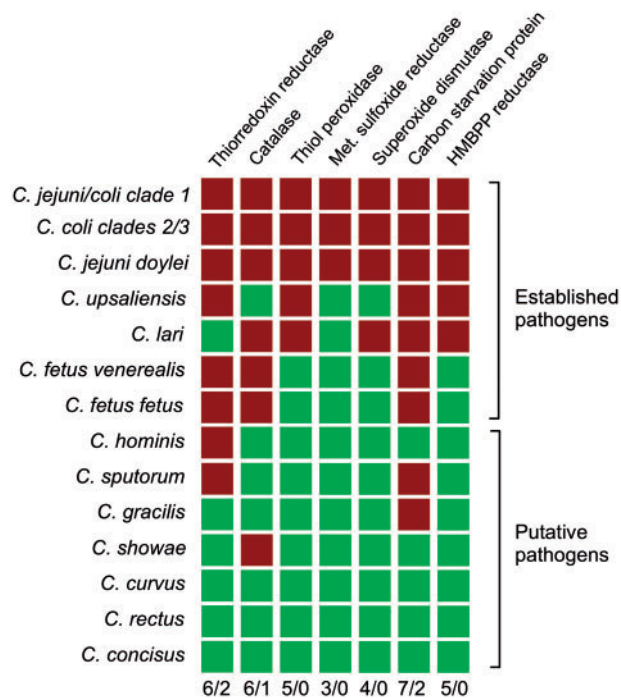 Thiorredoxin reductase
Catalase
Thiol peroxidase
Met. sulfoxide reductase
Superoxide dismutase
Carbon starvation protein
HMBPP reductase
C. jejuni/coli clade 1
C. coli clades 2/3
C. jejuni doylei
C. upsaliensis
C. lari
C. fetus venerealis
C. fetus fetus
Established
pathogens
C. hominis
C. sputorum
C. gracilis
C. showae
C. curvus
C. rectus
C. concisus
Putative
pathogens
6/2 6/1 5/0 3/0 4/0 7/2 5/0